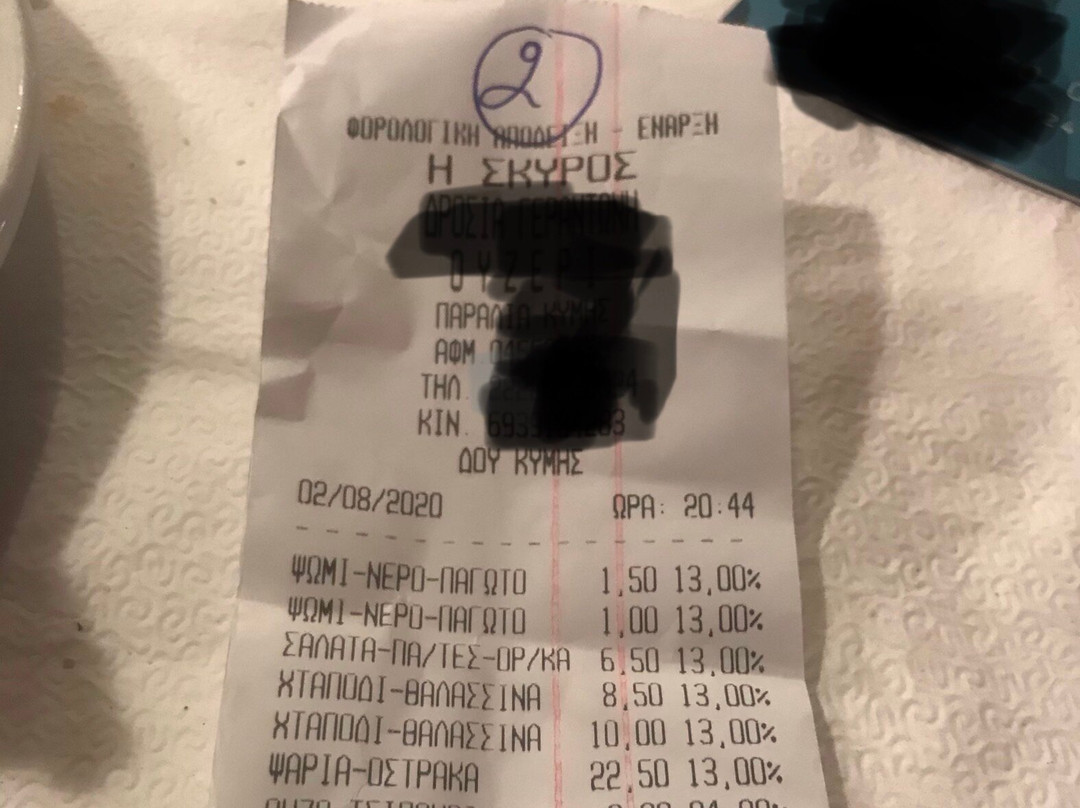 2
ΦΟΡΟΛΟΓΙΚΗ ΑΠΟΔΕΙΞΗ - ΕΝΑΡΞΗ
Η ΣΚΥΡΟΣ
ΟΥΖΕΡΙ
ΠΑΡΑΛΙΑ ΚΥΜΗΣ
ΑΦΜ
ΤΗΛ.
ΚΙΝ.
ΔΟΥ ΚΥΜΗΣ
02/08/2020 ΩΡΑ: 20:44
ΨΩΜΙ-ΝΕΡΟ-ΠΑΓΩΤΟ 1,50 13,00%
ΨΩΜΙ-ΝΕΡΟ-ΠΑΓΩΤΟ 1,00 13,00%
ΣΑΛΑΤΑ-ΠΑ/ΤΕΣ-ΟΡ/ΚΑ 6,50 13,00%
ΧΤΑΠΟΔΙ-ΘΑΛΑΣΣΙΝΑ 8,50 13,00%
ΧΤΑΠΟΔΙ-ΘΑΛΑΣΣΙΝΑ 10,00 13,00%
ΨΑΡΙΑ-ΟΣΤΡΑΚΑ 22,50 13,00%